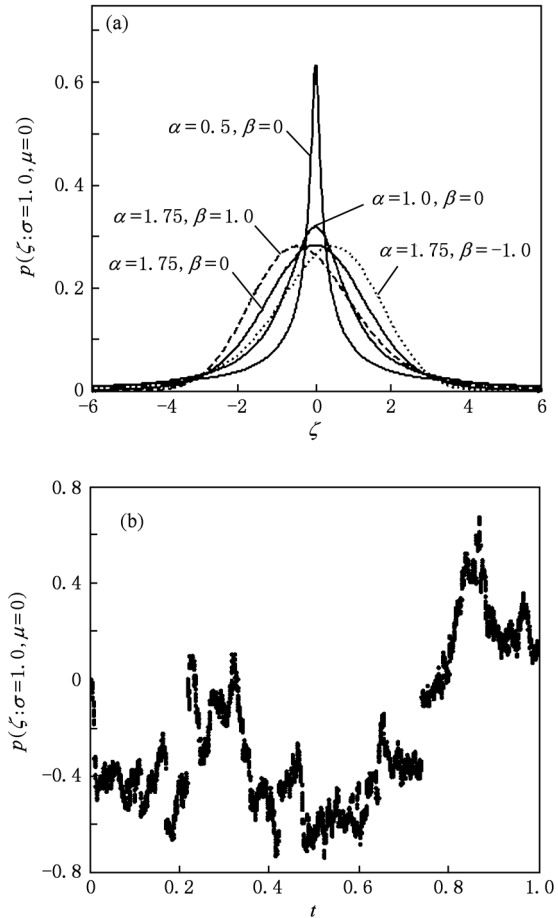 (a)
p(ζ:σ=1.0, μ=0)
0.6
0.4
0.2
0
α=0.5, β=0
α=1.0, β=0
α=1.75, β=1.0
α=1.75, β=−1.0
α=1.75, β=0
−6 −4 −2 0 2 4 6
ζ
(b)
p(ζ:σ=1.0, μ=0)
0.8
0.4
0
−0.4
−0.8
0 0.2 0.4 0.6 0.8 1.0
t